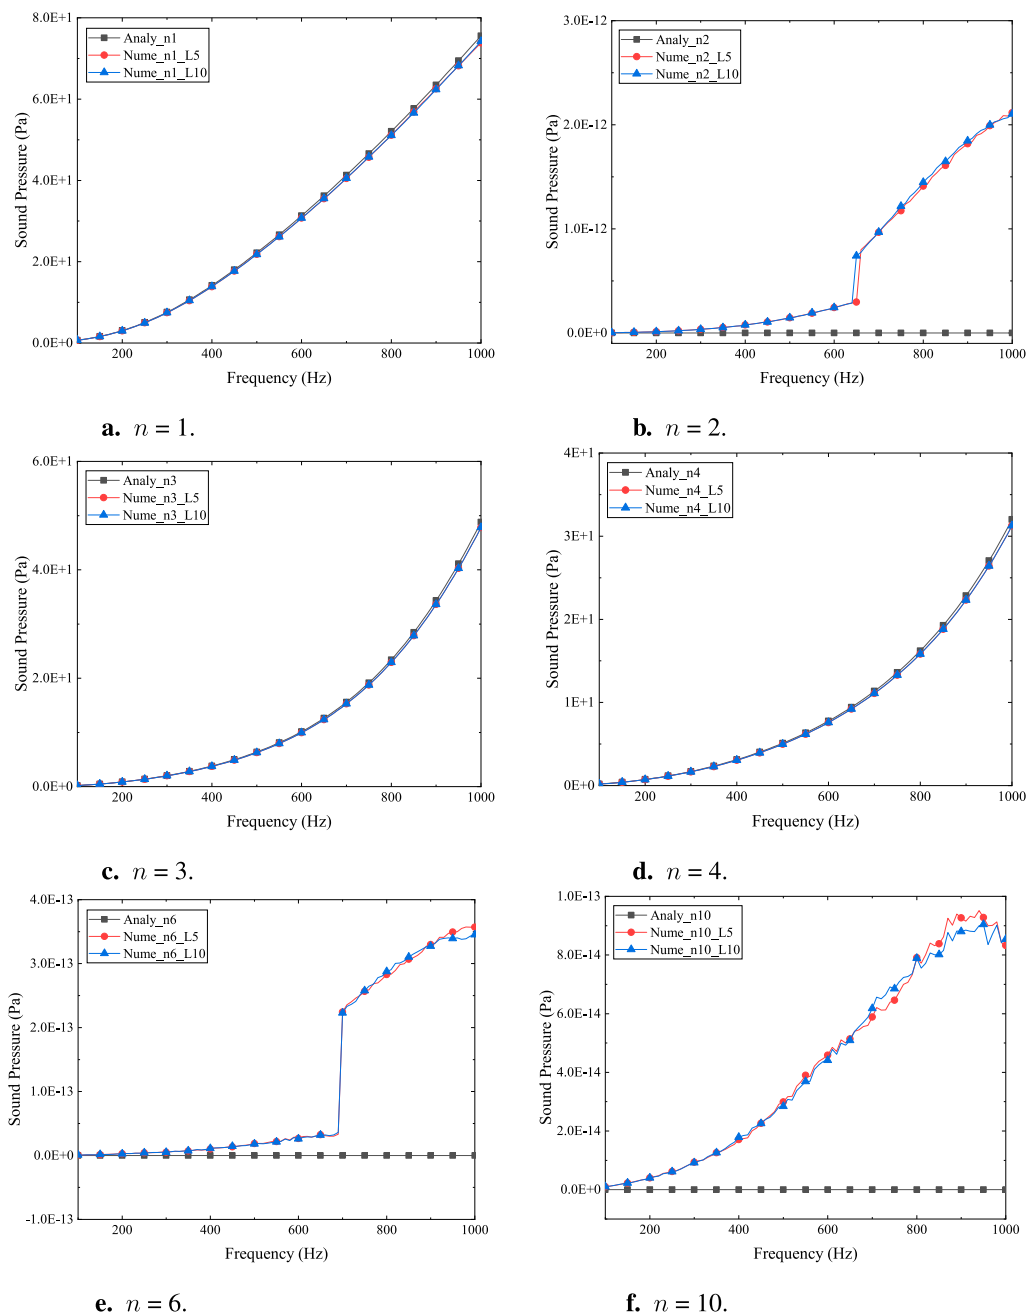 8.0E+1
6.0E+1
4.0E+1
2.0E+1
0.0E+0
Sound Pressure (Pa)
Analy_n1
Nume_n1_L5
Nume_n1_L10
200 400 600 800 1000
Frequency (Hz)
a. n = 1.
3.0E-12
2.0E-12
1.0E-12
0.0E+0
Sound Pressure (Pa)
Analy_n2
Nume_n2_L5
Nume_n2_L10
200 400 600 800 1000
Frequency (Hz)
b. n = 2.
6.0E+1
4.0E+1
2.0E+1
0.0E+0
Sound Pressure (Pa)
Analy_n3
Nume_n3_L5
Nume_n3_L10
200 400 600 800 1000
Frequency (Hz)
c. n = 3.
4E+1
3E+1
2E+1
1E+1
0E+0
Sound Pressure (Pa)
Analy_n4
Nume_n4_L5
Nume_n4_L10
200 400 600 800 1000
Frequency (Hz)
d. n = 4.
4.0E-13
3.0E-13
2.0E-13
1.0E-13
0.0E+0
-1.0E-13
Sound Pressure (Pa)
Analy_n6
Nume_n6_L5
Nume_n6_L10
200 400 600 800 1000
Frequency (Hz)
e. n = 6.
1.0E-13
8.0E-14
6.0E-14
4.0E-14
2.0E-14
0.0E+0
Sound Pressure (Pa)
Analy_n10
Nume_n10_L5
Nume_n10_L10
200 400 600 800 1000
Frequency (Hz)
f. n = 10.